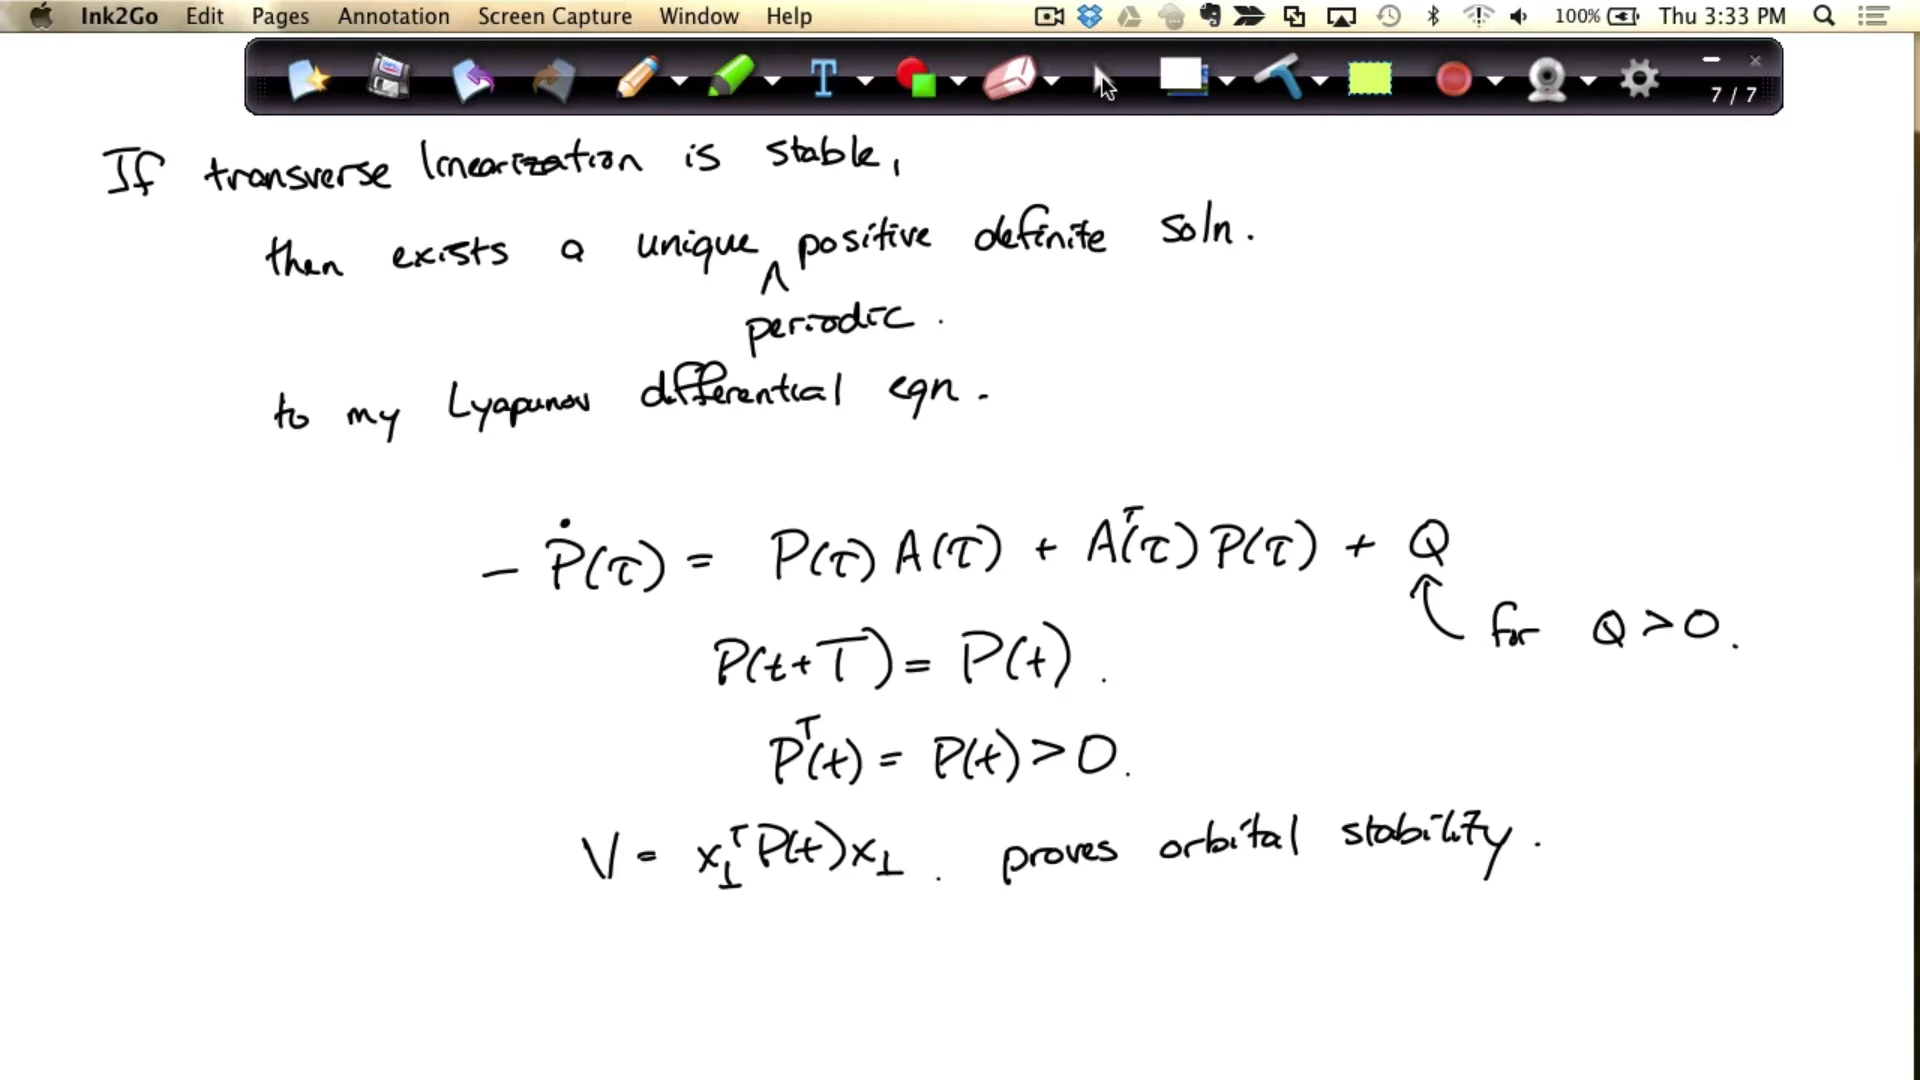 Ink2Go Edit Pages Annotation Screen Capture Window Help 100% Thu 3:33 PM
T 7 / 7
If transverse linearization is stable,
then exists a unique ^ positive definite soln.
periodic.
to my Lyapunov differential eqn.
− Ṗ(τ) = P(τ) A(τ) + Aᵀ(τ) P(τ) + Q
for Q > 0.
P(t+T) = P(t).
Pᵀ(t) = P(t) > 0.
V = x⊥ᵀ P(t) x⊥. proves orbital stability.